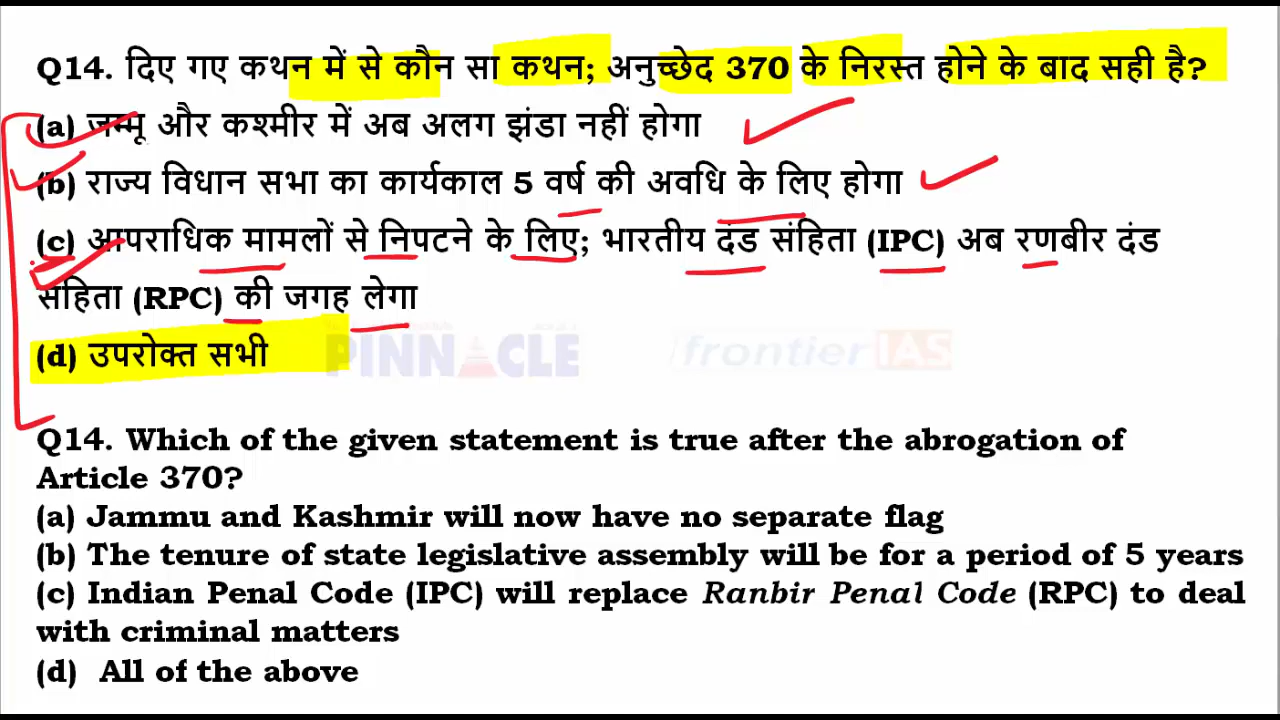 Q14. दिए गए कथन में से कौन सा कथन; अनुच्छेद 370 के निरस्त होने के बाद सही है?
(a) जम्मू और कश्मीर में अब अलग झंडा नहीं होगा
(b) राज्य विधान सभा का कार्यकाल 5 वर्ष की अवधि के लिए होगा
(c) आपराधिक मामलों से निपटने के लिए; भारतीय दंड संहिता (IPC) अब रणबीर दंड
संहिता (RPC) की जगह लेगा
(d) उपरोक्त सभी
PINNACLE frontier IAS
Q14. Which of the given statement is true after the abrogation of
Article 370?
(a) Jammu and Kashmir will now have no separate flag
(b) The tenure of state legislative assembly will be for a period of 5 years
(c) Indian Penal Code (IPC) will replace Ranbir Penal Code (RPC) to deal
with criminal matters
(d) All of the above